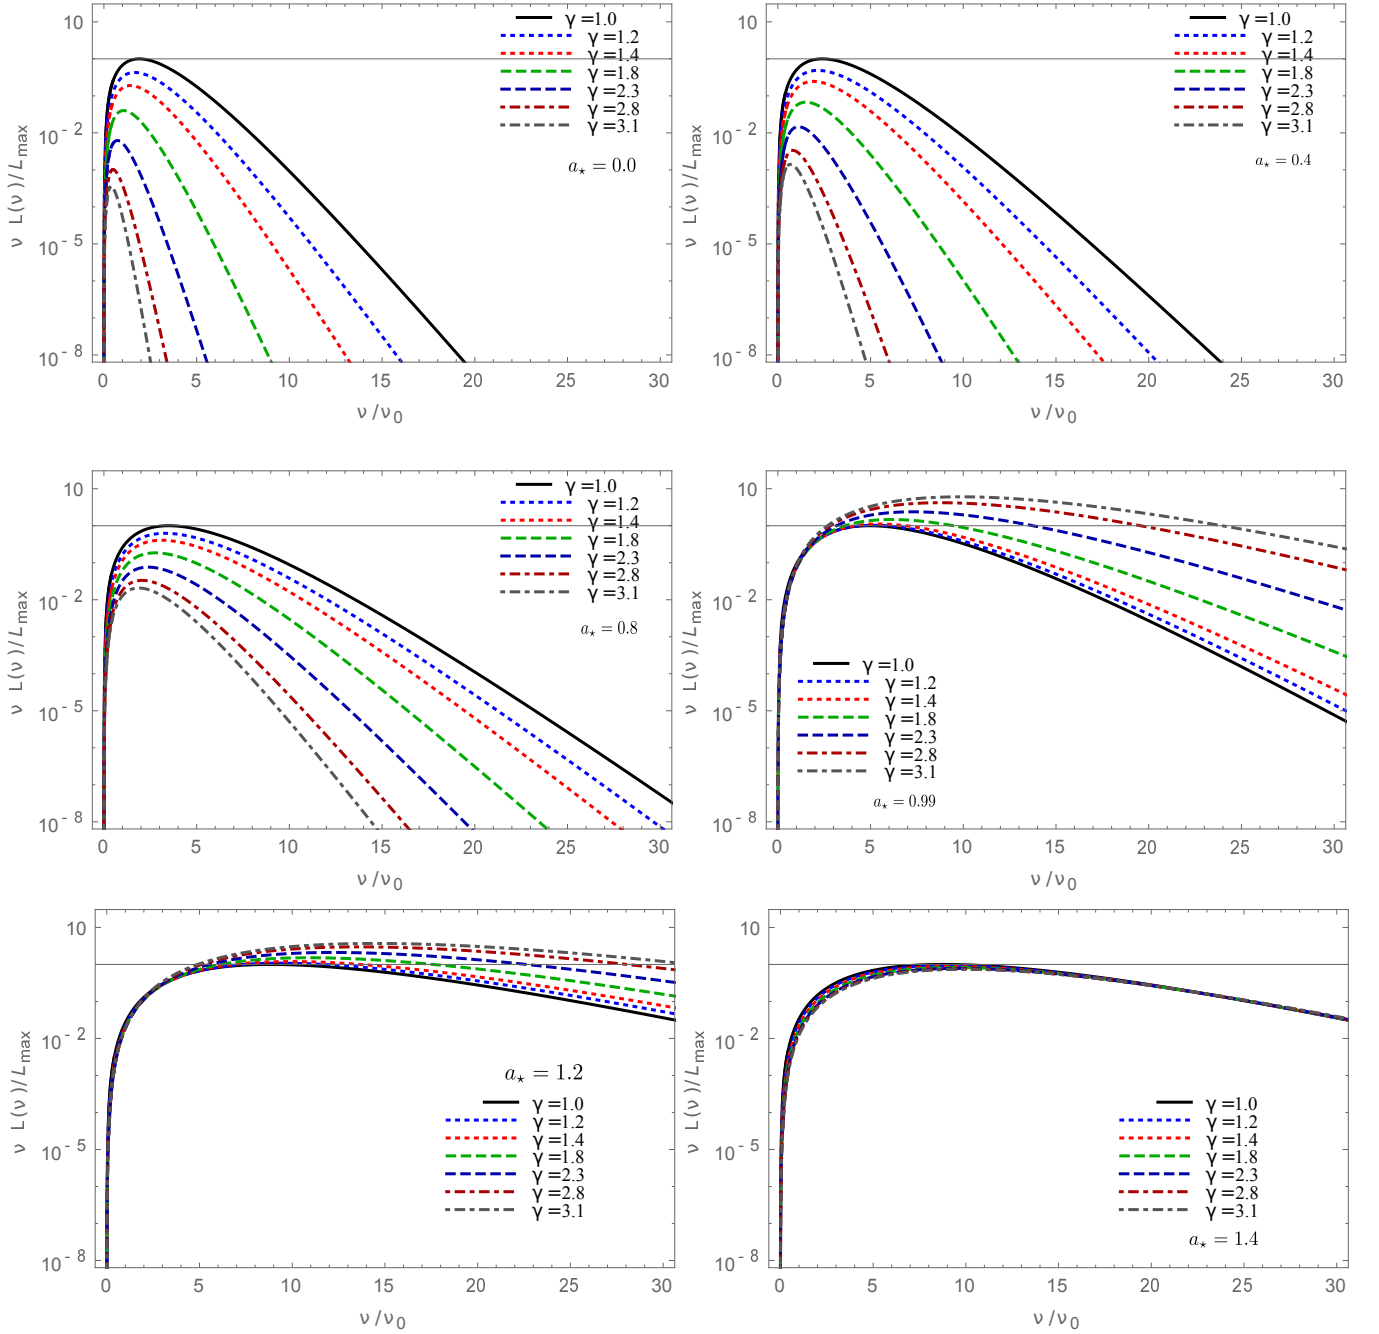 10
10⁻²
10⁻⁵
10⁻⁸
ν L(ν)/Lmax
γ=1.0
γ=1.2
γ=1.4
γ=1.8
γ=2.3
γ=2.8
γ=3.1
a⋆ = 0.0
0 5 10 15 20 25 30
ν/ν₀
10
10⁻²
10⁻⁵
10⁻⁸
ν L(ν)/Lmax
γ=1.0
γ=1.2
γ=1.4
γ=1.8
γ=2.3
γ=2.8
γ=3.1
a⋆ = 0.4
0 5 10 15 20 25 30
ν/ν₀
10
10⁻²
10⁻⁵
10⁻⁸
ν L(ν)/Lmax
γ=1.0
γ=1.2
γ=1.4
γ=1.8
γ=2.3
γ=2.8
γ=3.1
a⋆ = 0.8
0 5 10 15 20 25 30
ν/ν₀
10
10⁻²
10⁻⁵
10⁻⁸
ν L(ν)/Lmax
γ=1.0
γ=1.2
γ=1.4
γ=1.8
γ=2.3
γ=2.8
γ=3.1
a⋆ = 0.99
0 5 10 15 20 25 30
ν/ν₀
10
10⁻²
10⁻⁵
10⁻⁸
ν L(ν)/Lmax
a⋆ = 1.2
γ=1.0
γ=1.2
γ=1.4
γ=1.8
γ=2.3
γ=2.8
γ=3.1
0 5 10 15 20 25 30
ν/ν₀
10
10⁻²
10⁻⁵
10⁻⁸
ν L(ν)/Lmax
γ=1.0
γ=1.2
γ=1.4
γ=1.8
γ=2.3
γ=2.8
γ=3.1
a⋆ = 1.4
0 5 10 15 20 25 30
ν/ν₀